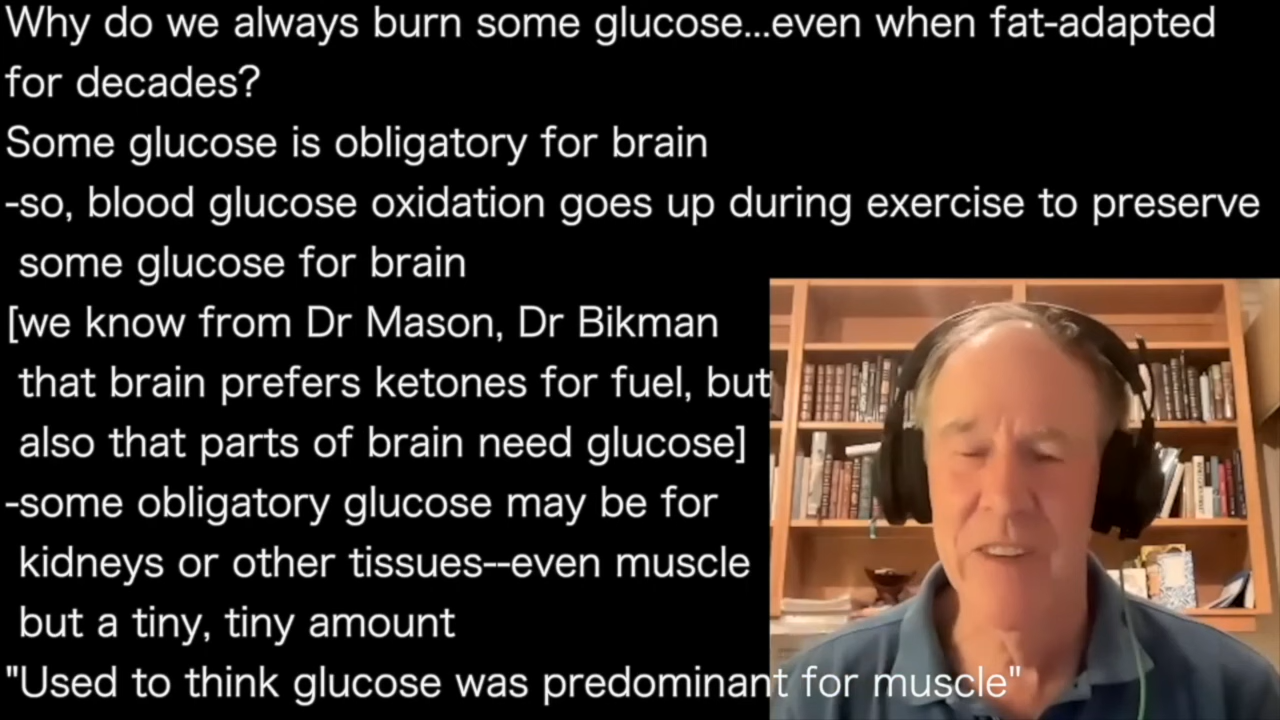 Why do we always burn some glucose...even when fat-adapted
for decades?
Some glucose is obligatory for brain
-so, blood glucose oxidation goes up during exercise to preserve
some glucose for brain
[we know from Dr Mason, Dr Bikman
that brain prefers ketones for fuel, but
also that parts of brain need glucose]
-some obligatory glucose may be for
kidneys or other tissues--even muscle
but a tiny, tiny amount
"Used to think glucose was predominant for muscle"